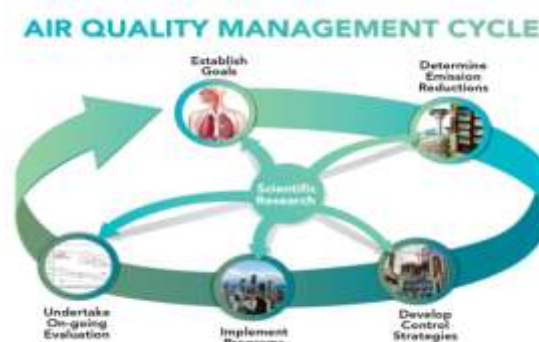 AIR QUALITY MANAGEMENT CYCLE
Establish
Goals
Determine
Emission
Reductions
Scientific
Research
Undertake
On-going
Evaluation
Implement
Develop
Control
Strategies